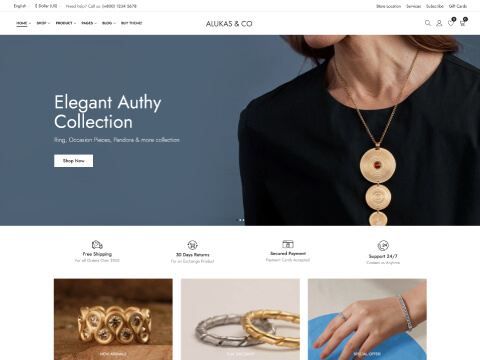 English $ Dollar (US) Need help? Call us: (+800) 1234 5678 Store Location Services Subscribe Gift Cards
HOME SHOP PRODUCT PAGES BLOG BUY THEME! ALUKAS & CO 0 0
Elegant Authy
Collection
Ring, Occasion Pieces, Pandora & more collection
Shop Now
Free Shipping
For all Orders Over $100
30 Days Returns
For an Exchange Product
Secured Payment
Payment Cards Accepted
Support 24/7
Contact us Anytime
NEW ARRIVALS
SPECIAL OFFER